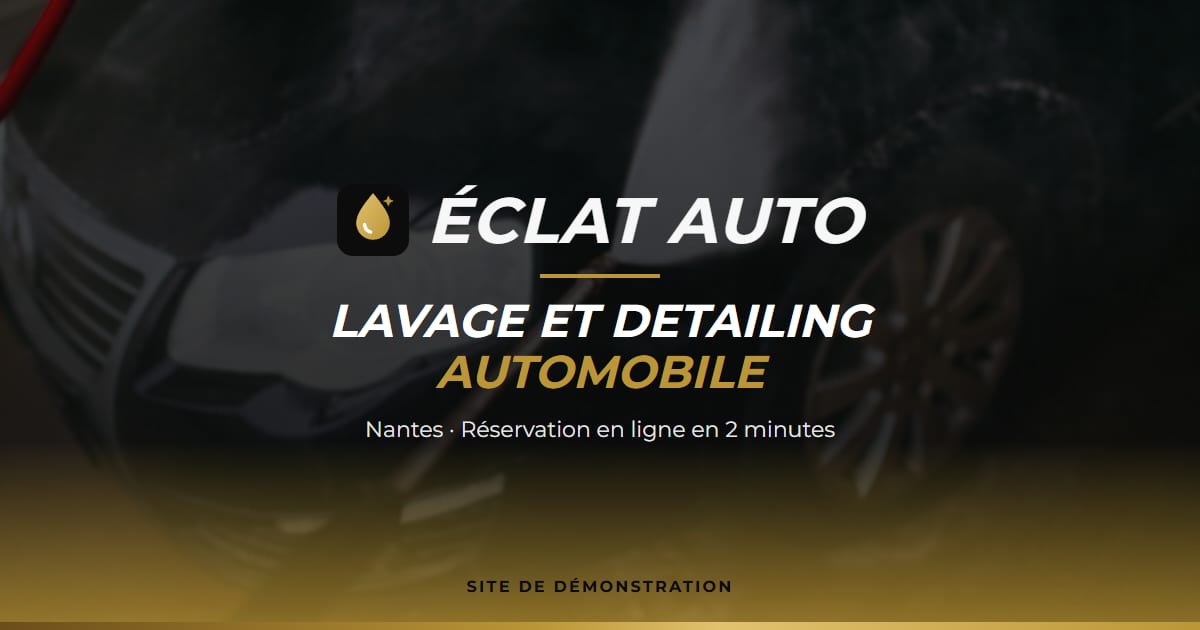 ÉCLAT AUTO
LAVAGE ET DETAILING
AUTOMOBILE
Nantes · Réservation en ligne en 2 minutes
SITE DE DÉMONSTRATION